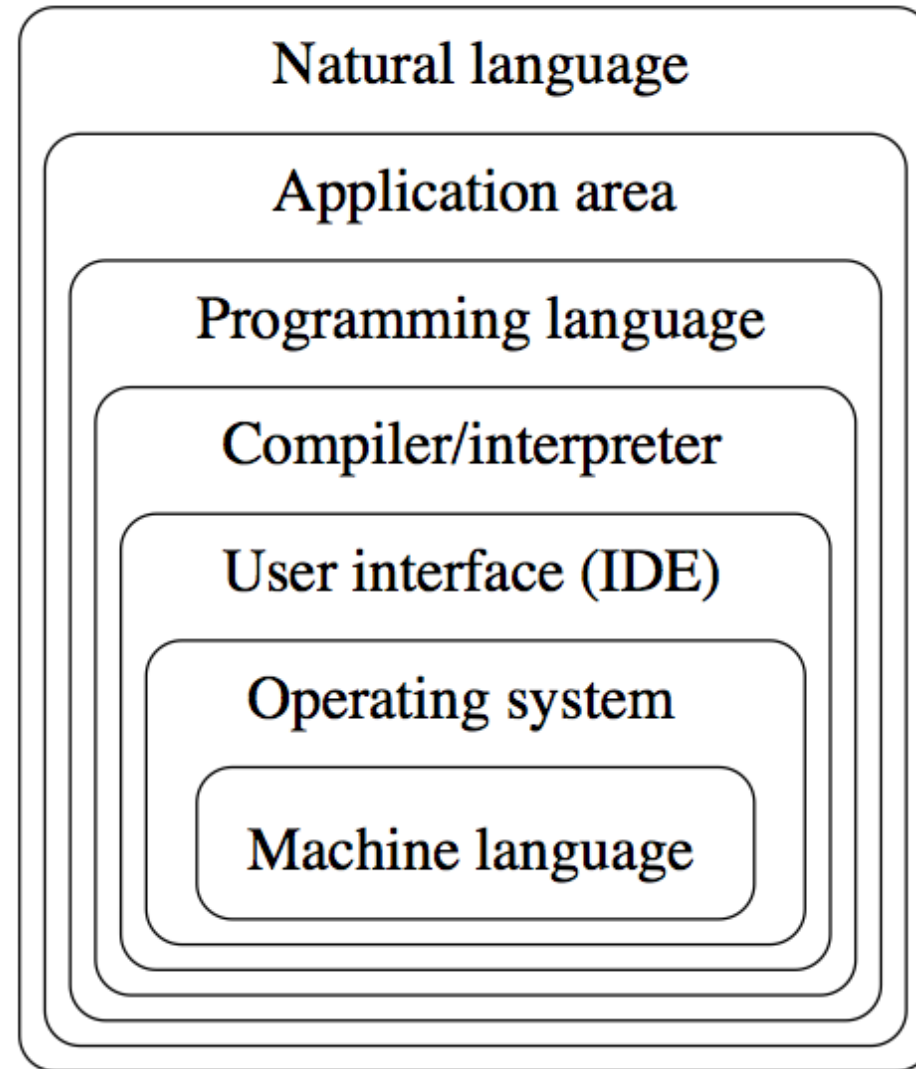 Natural language
Application area
Programming language
Compiler/interpreter
User interface (IDE)
Operating system
Machine language